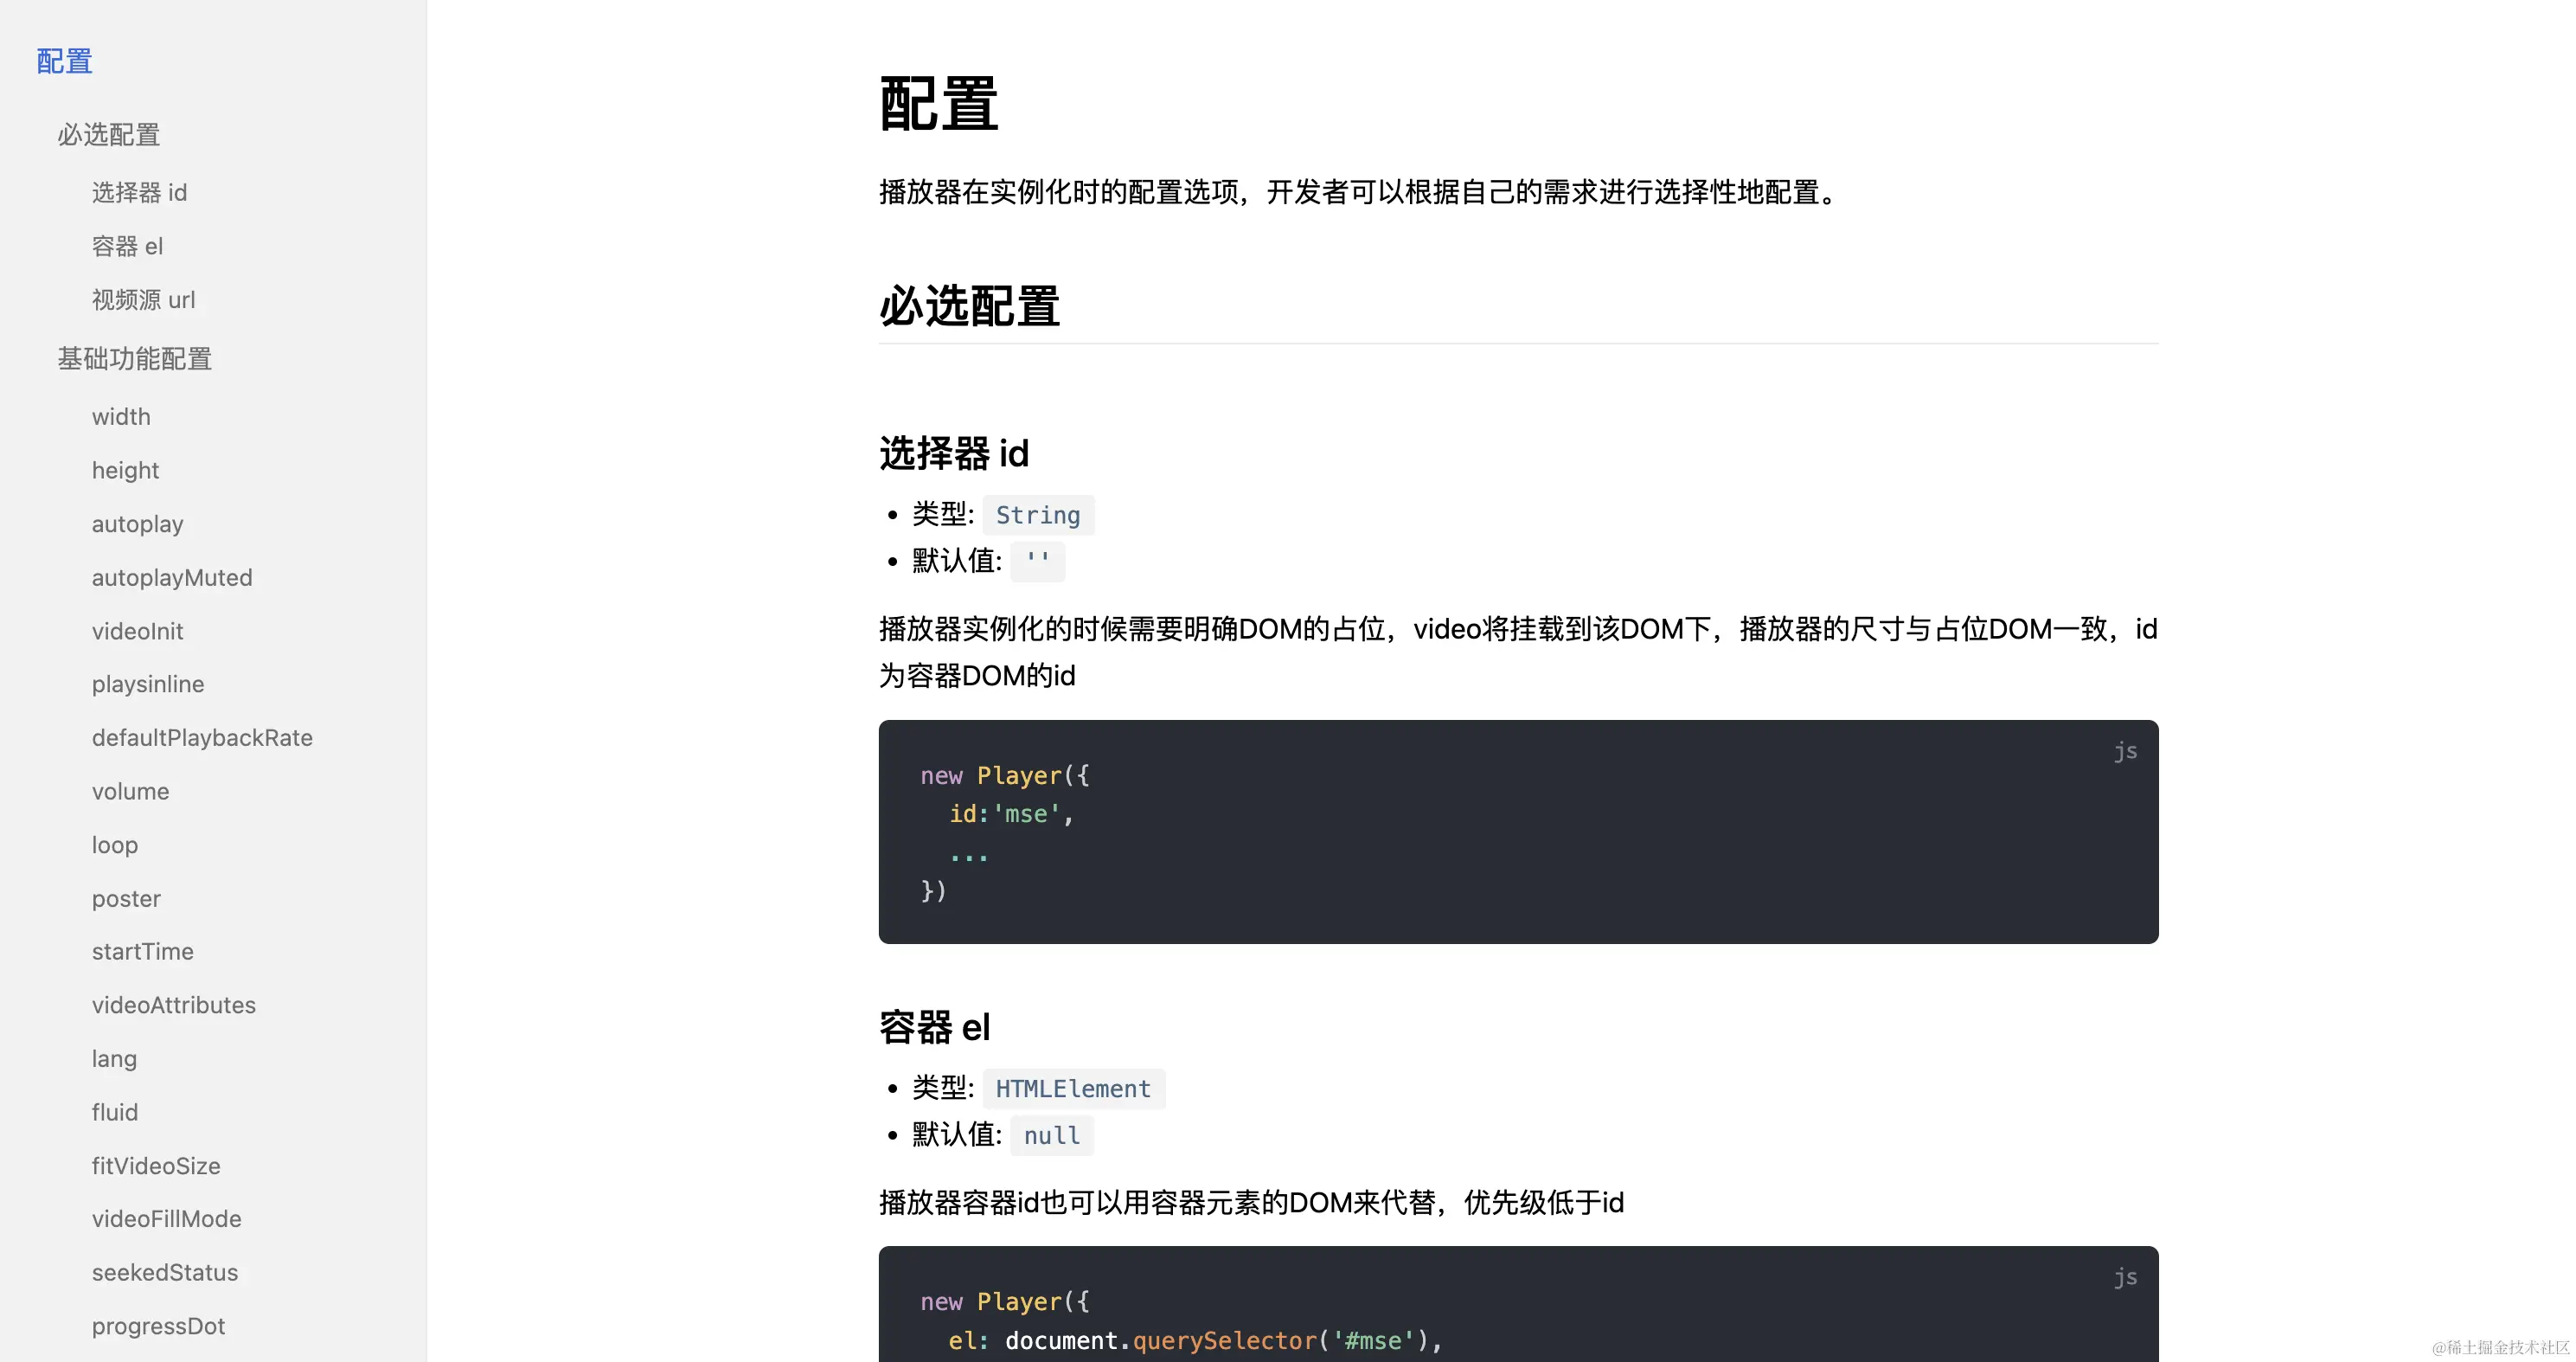 配置
必选配置
选择器 id
容器 el
视频源 url
基础功能配置
width
height
autoplay
autoplayMuted
videoInit
playsinline
defaultPlaybackRate
volume
loop
poster
startTime
videoAttributes
lang
fluid
fitVideoSize
videoFillMode
seekedStatus
progressDot
配置
播放器在实例化时的配置选项，开发者可以根据自己的需求进行选择性地配置。
必选配置
选择器 id
• 类型: String
• 默认值: ''
播放器实例化的时候需要明确DOM的占位，video将挂载到该DOM下，播放器的尺寸与占位DOM一致，id
为容器DOM的id
js
new Player({
  id:'mse',
  ...
})
容器 el
• 类型: HTMLElement
• 默认值: null
播放器容器id也可以用容器元素的DOM来代替，优先级低于id
js
new Player({
  el: document.querySelector('#mse'),
@稀土掘金技术社区